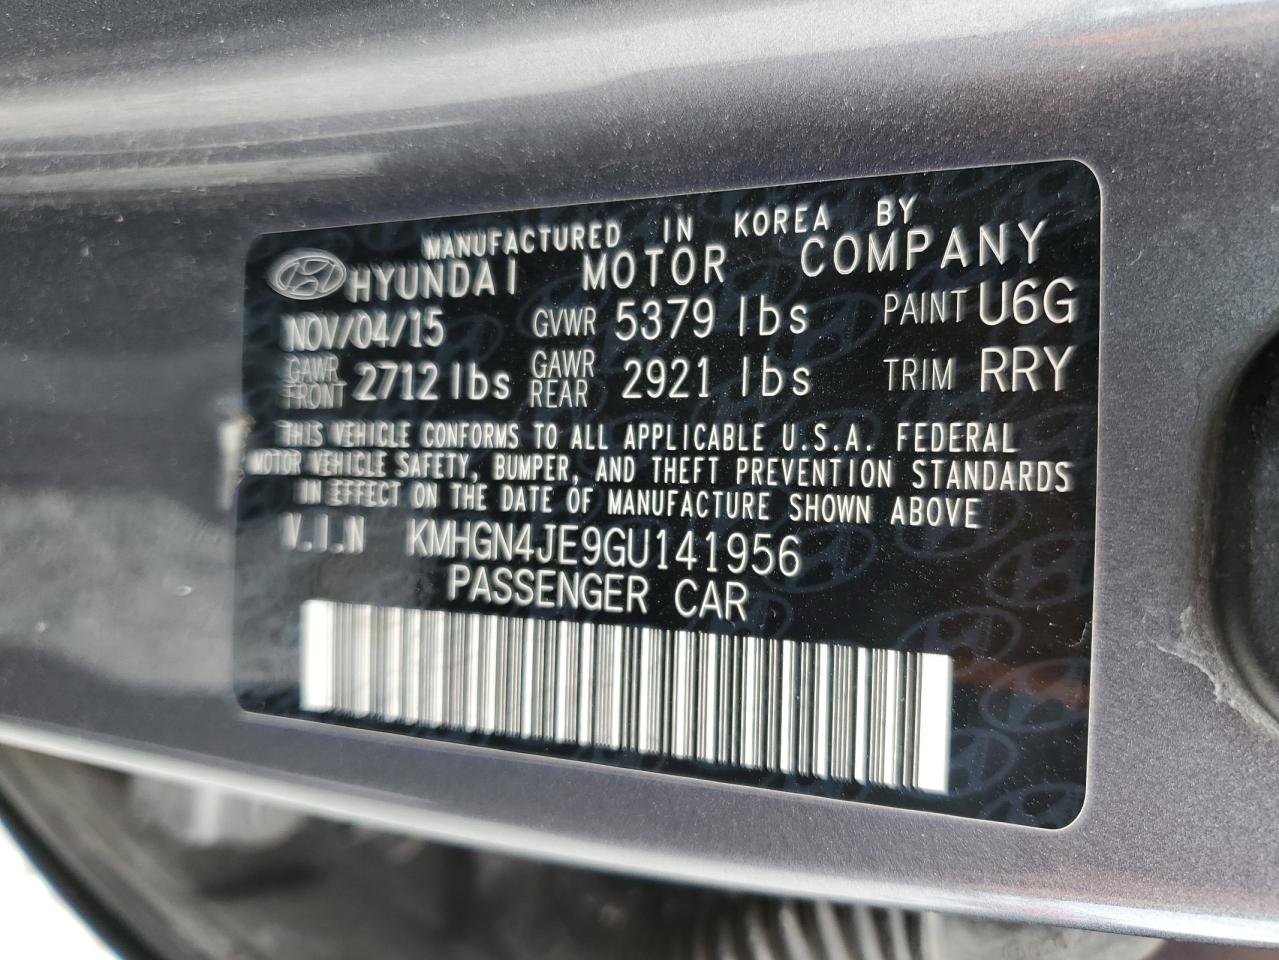 MANUFACTURED IN KOREA BY
HYUNDAI MOTOR COMPANY
NOV/04/15 GVWR 5379 lbs PAINT U6G
GAWR FRONT 2712 lbs GAWR REAR 2921 lbs TRIM RRY
THIS VEHICLE CONFORMS TO ALL APPLICABLE U.S.A. FEDERAL
MOTOR VEHICLE SAFETY, BUMPER, AND THEFT PREVENTION STANDARDS
IN EFFECT ON THE DATE OF MANUFACTURE SHOWN ABOVE
V.I.N KMHGN4JE9GU141956
PASSENGER CAR